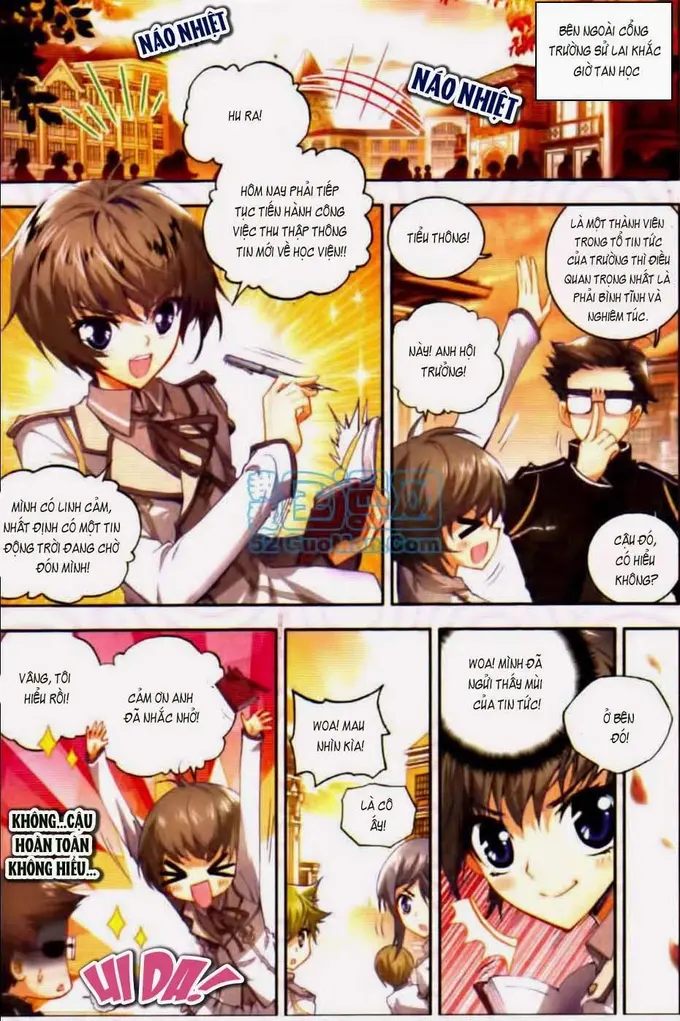 BÊN NGOÀI CỔNG
TRƯỜNG SỬ LAI KHẮC
GIỜ TAN HỌC
NÁO NHIỆT
NÁO NHIỆT
HU RA!
HÔM NAY PHẢI TIẾP
TỤC TIẾN HÀNH CÔNG
VIỆC THU THẬP THÔNG
TIN MỚI VỀ HỌC VIỆN!!
MÌNH CÓ LINH CẢM,
NHẤT ĐỊNH CÓ MỘT TIN
ĐỘNG TRỜI ĐANG CHỜ
ĐÓN MÌNH!
TIỂU THÔNG!
LÀ MỘT THÀNH VIÊN
TRONG TỔ TIN TỨC
CỦA TRƯỜNG THÌ ĐIỀU
QUAN TRỌNG NHẤT LÀ
PHẢI BÌNH TĨNH VÀ
NGHIÊM TÚC.
NÀY! ANH HỘI
TRƯỞNG!
CẬU ĐÓ,
CÓ HIỂU
KHÔNG?
52GuoMan.Com
VÂNG, TÔI
HIỂU RỒI!
CẢM ƠN ANH
ĐÃ NHẮC NHỞ!
KHÔNG...CẬU
HOÀN TOÀN
KHÔNG HIỂU...
HI DA!
WOA! MAU
NHÌN KÌA!
LÀ CÔ
ẤY!
WOA! MÌNH ĐÃ
NGỬI THẤY MÙI
CỦA TIN TỨC!
Ở BÊN
ĐÓ!